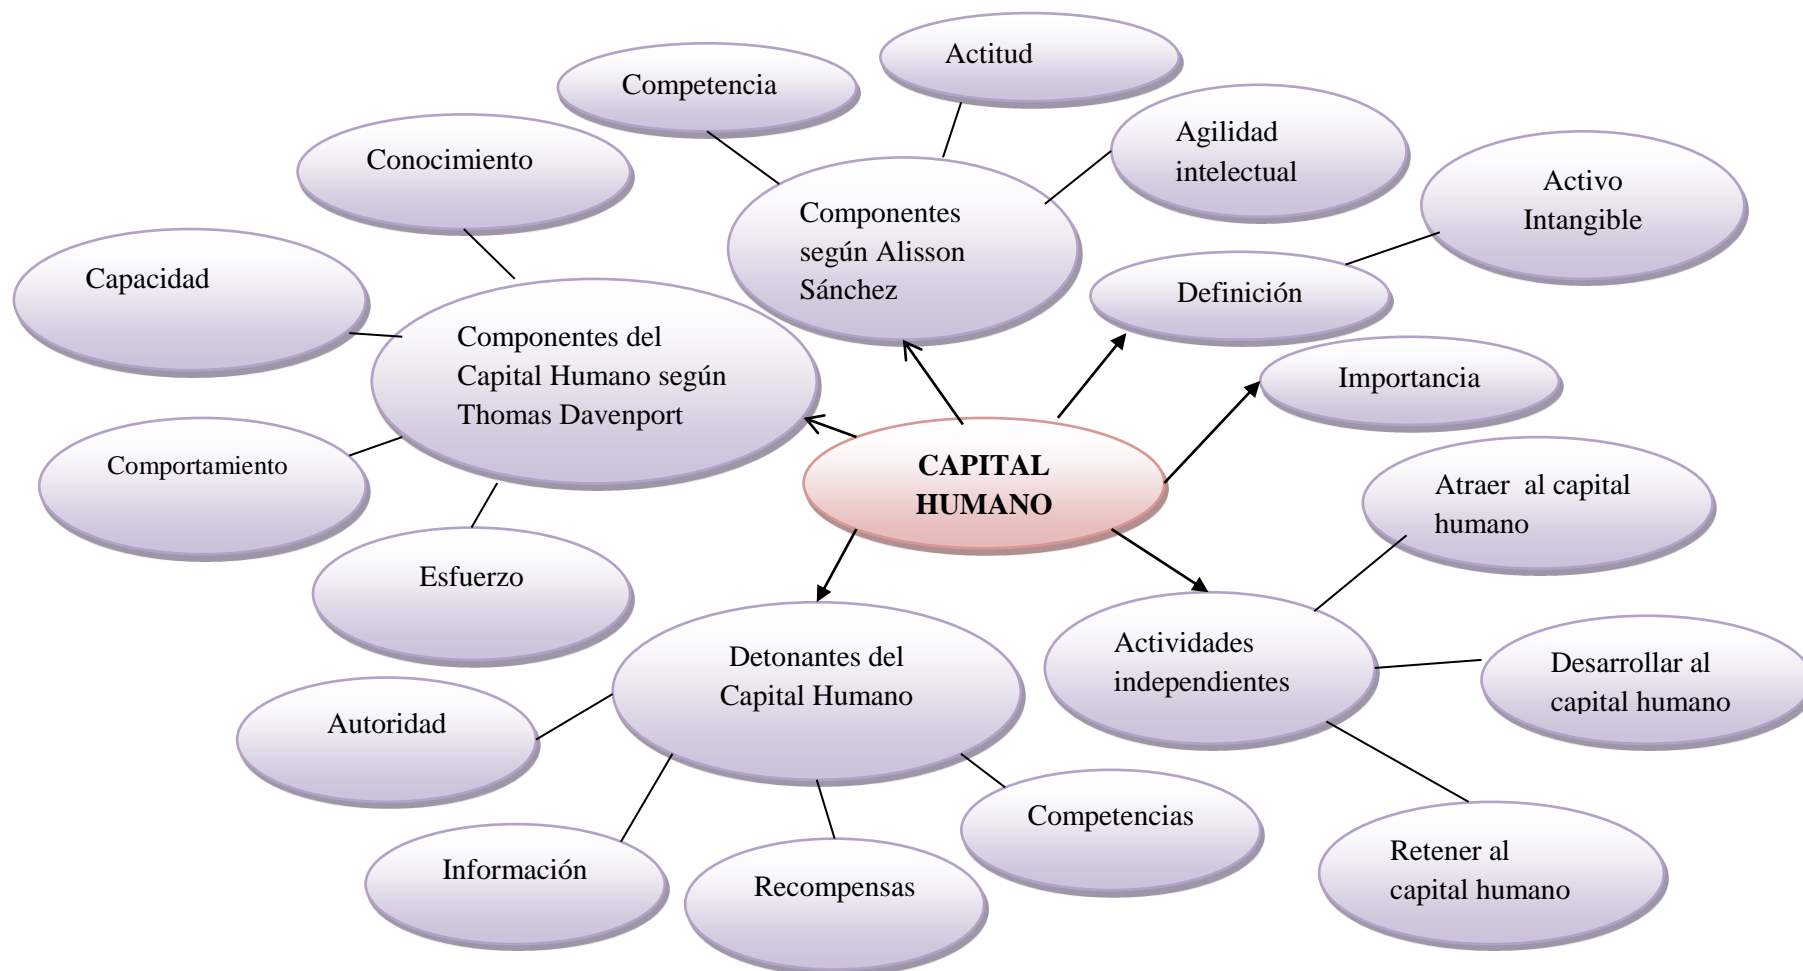 Actitud
Competencia
Agilidad
intelectual
Conocimiento
Activo
Intangible
Componentes
según Alisson
Sánchez
Capacidad
Definición
Componentes del
Capital Humano según
Thomas Davenport
Importancia
Comportamiento
CAPITAL
HUMANO
Atraer al capital
humano
Esfuerzo
Detonantes del
Capital Humano
Actividades
independientes
Desarrollar al
capital humano
Autoridad
Competencias
Información
Recompensas
Retener al
capital humano